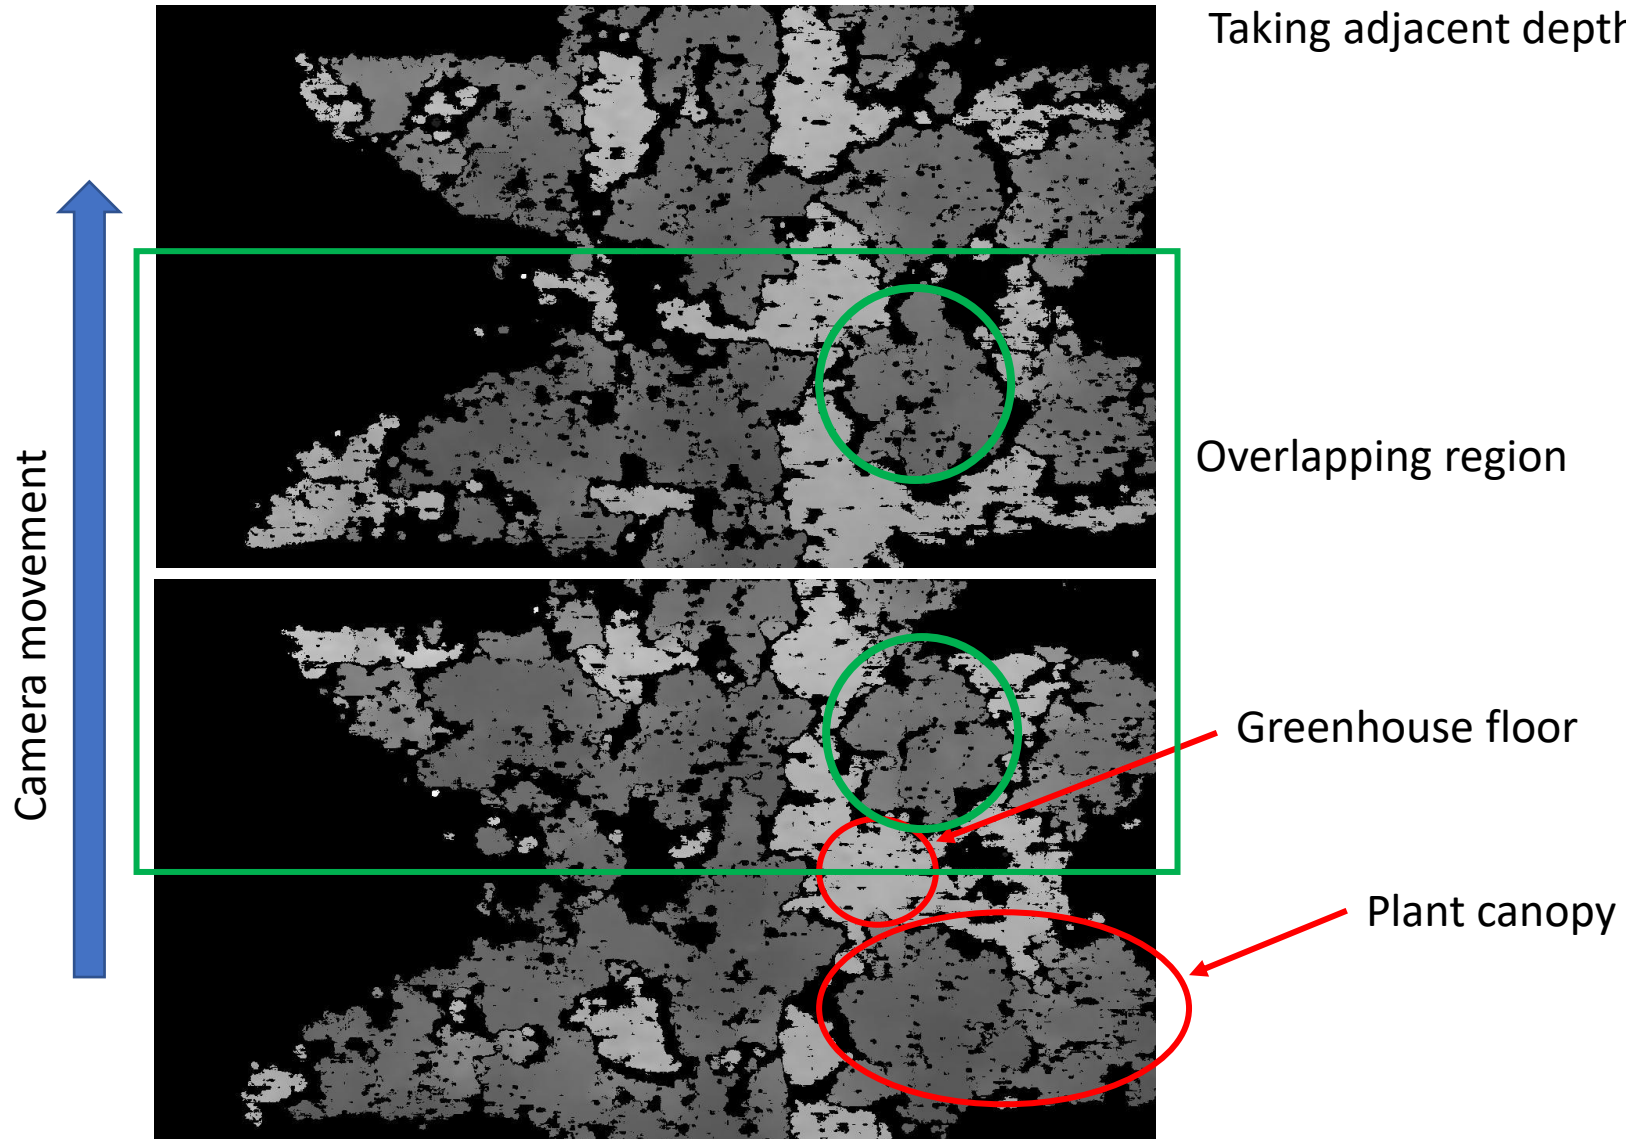 Taking adjacent depth
Overlapping region
Camera movement
Greenhouse floor
Plant canopy